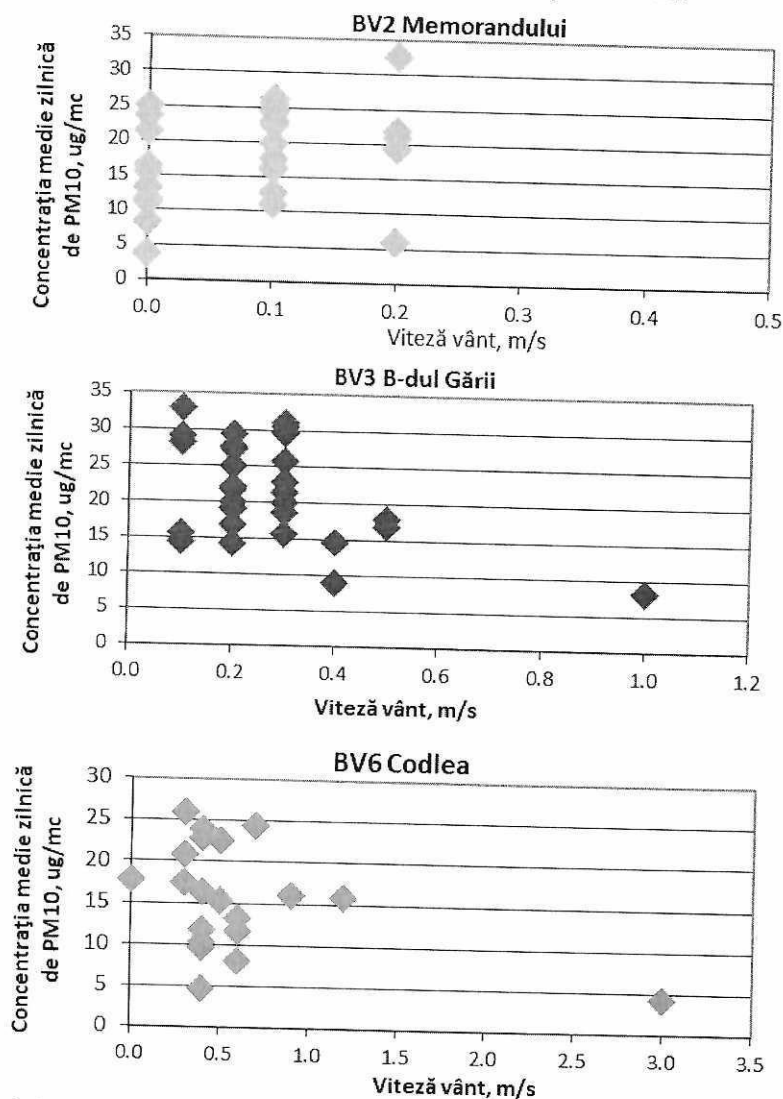 BV2 Memorandului
Concentrația medie zilnică
de PM10, ug/mc
35
30
25
20
15
10
5
0
0.0 0.1 0.2 0.3 0.4 0.5
Viteză vânt, m/s
BV3 B-dul Gării
Concentrația medie zilnică
de PM10, ug/mc
35
30
25
20
15
10
5
0
0.0 0.2 0.4 0.6 0.8 1.0 1.2
Viteză vânt, m/s
BV6 Codlea
Concentrația medie zilnică
de PM10, ug/mc
30
25
20
15
10
5
0
0.0 0.5 1.0 1.5 2.0 2.5 3.0 3.5
Viteză vânt, m/s